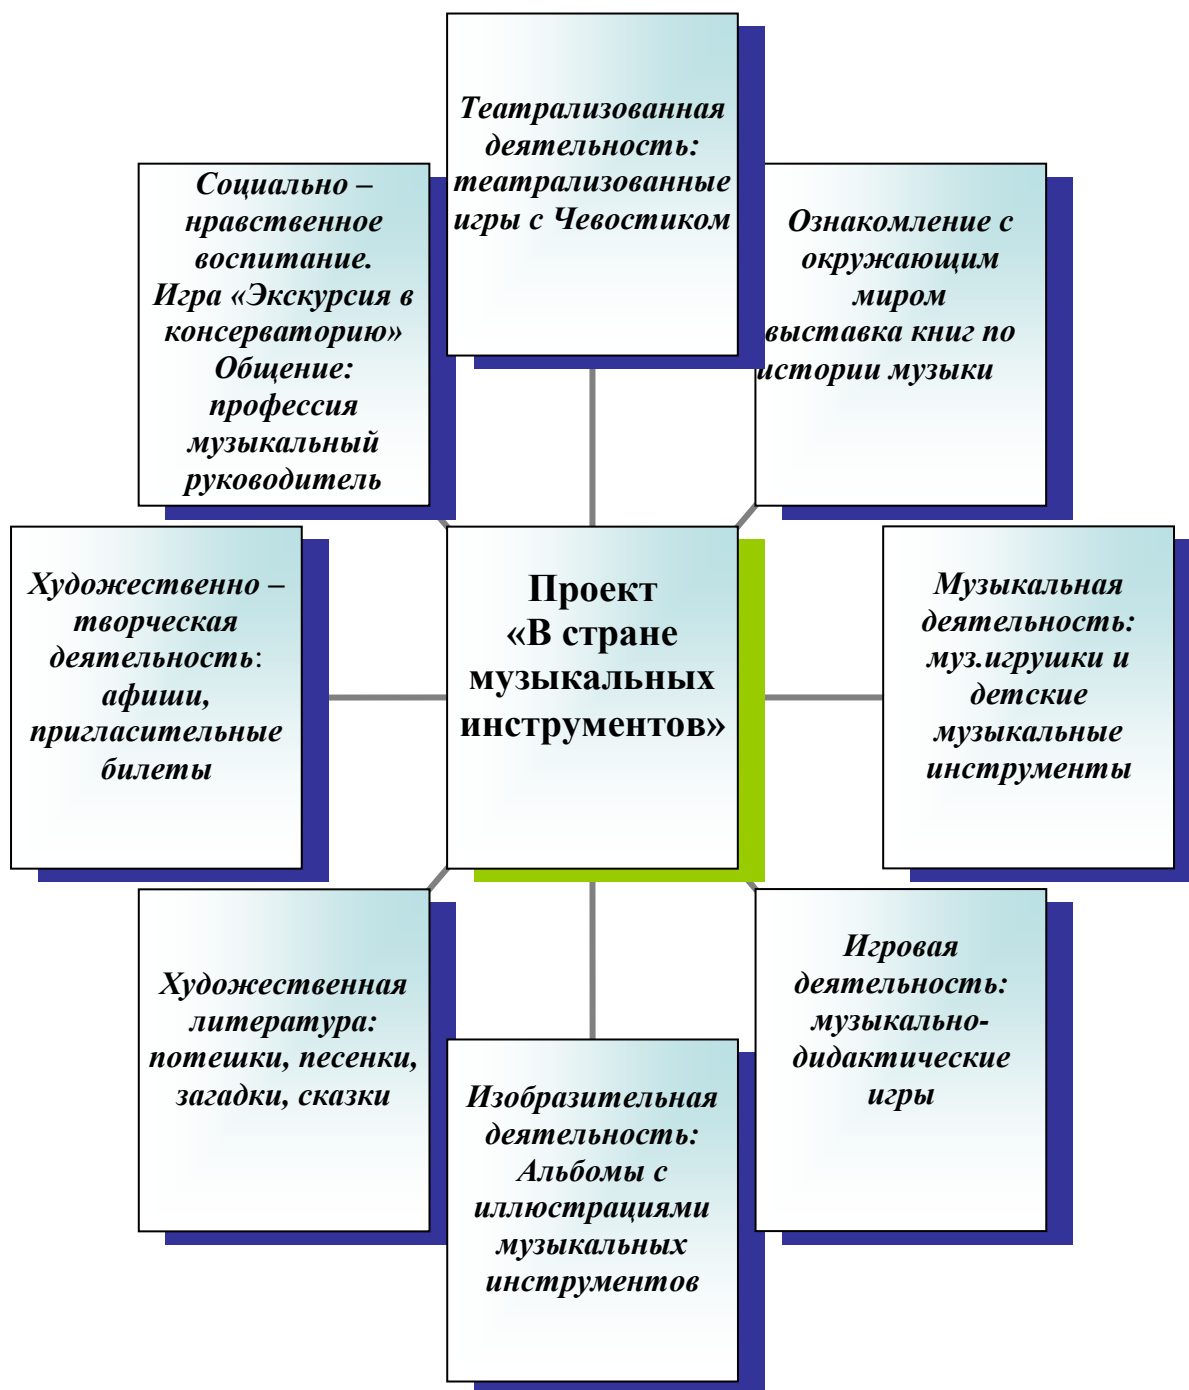 Театрализованная
деятельность:
театрализованные
игры с Чевостиком
Социально –
нравственное
воспитание.
Игра «Экскурсия в
консерваторию»
Общение:
профессия
музыкальный
руководитель
Ознакомление с
окружающим
миром
выставка книг по
истории музыки
Художественно –
творческая
деятельность:
афиши,
пригласительные
билеты
Проект
«В стране
музыкальных
инструментов»
Музыкальная
деятельность:
муз.игрушки и
детские
музыкальные
инструменты
Художественная
литература:
потешки, песенки,
загадки, сказки
Игровая
деятельность:
музыкально-
дидактические
игры
Изобразительная
деятельность:
Альбомы с
иллюстрациями
музыкальных
инструментов